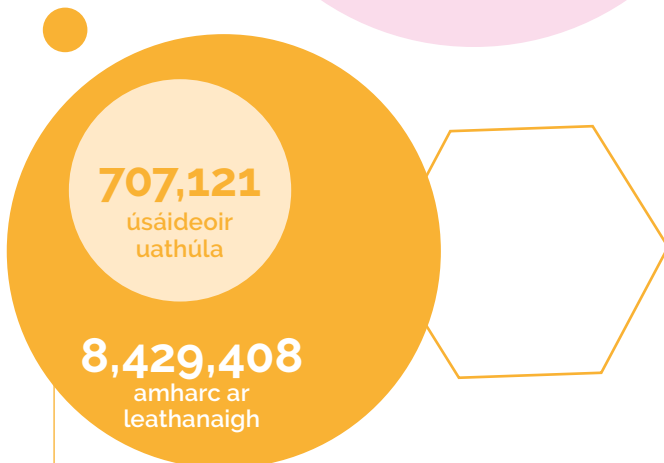 707,121
úsáideoir
uathúla
8,429,408
amharc ar
leathanaigh